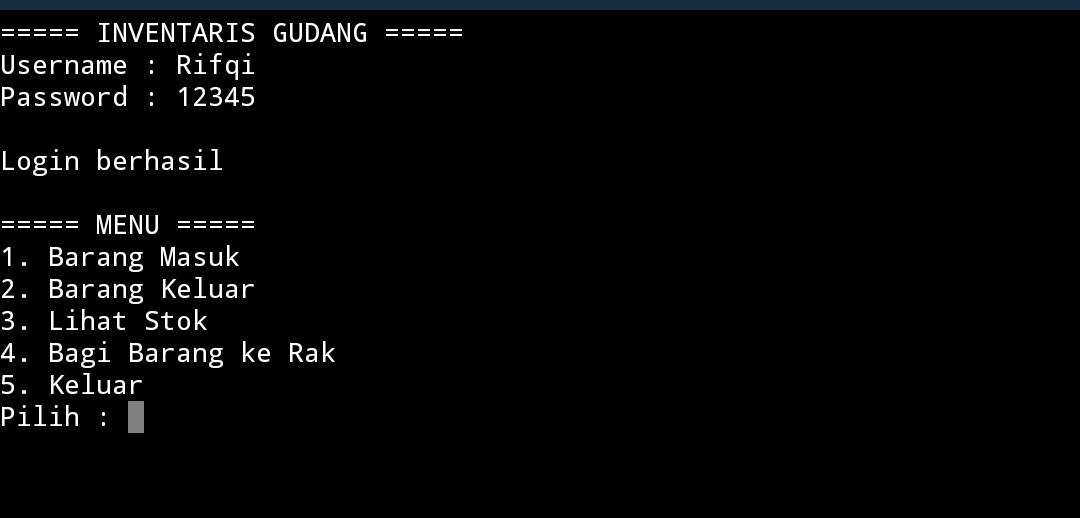 ===== INVENTARIS GUDANG =====
Username : Rifqi
Password : 12345
Login berhasil
===== MENU =====
1. Barang Masuk
2. Barang Keluar
3. Lihat Stok
4. Bagi Barang ke Rak
5. Keluar
Pilih :